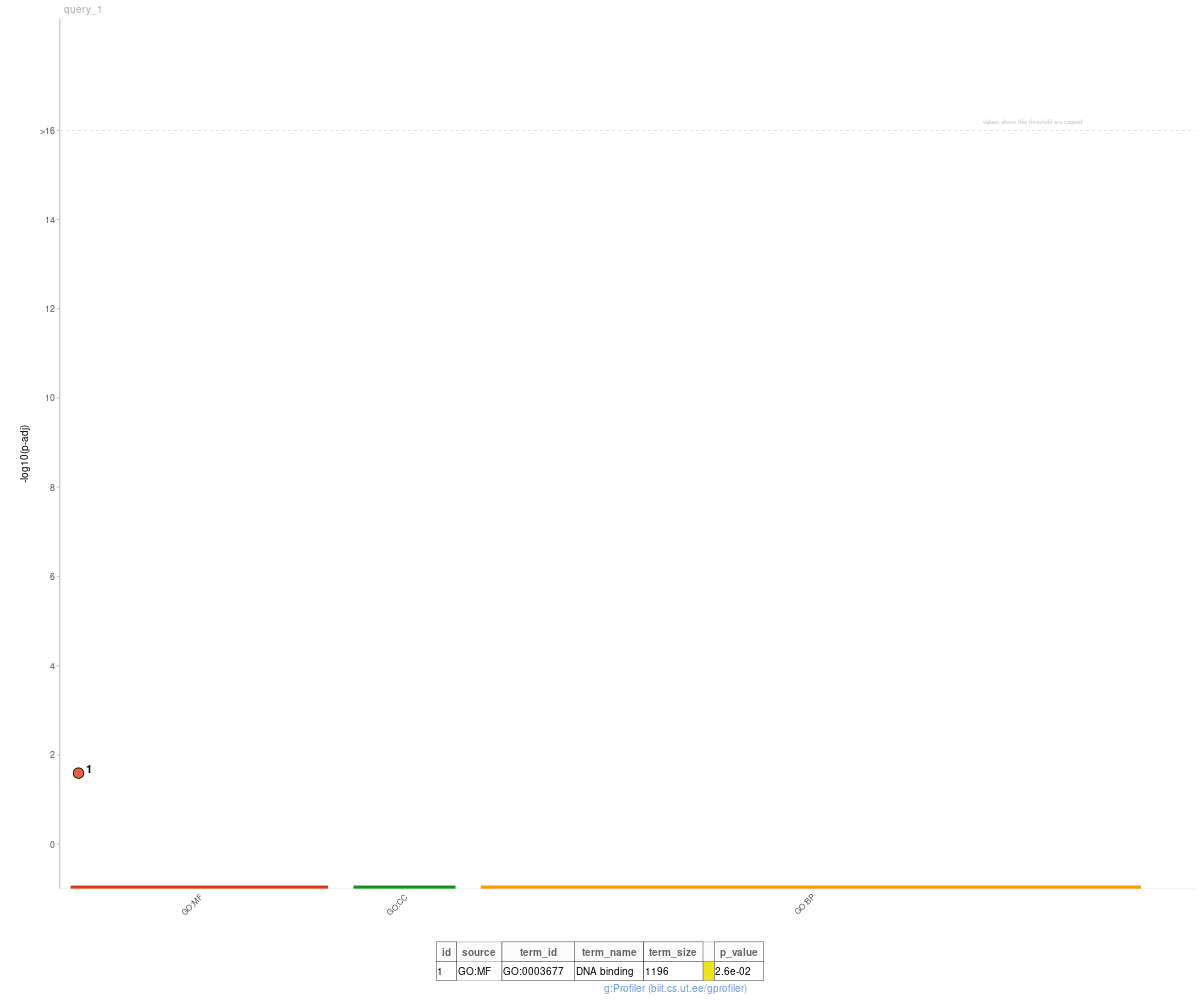 query_1
>16
values above this threshold are capped
14
12
10
-log10(p-adj)
8
6
4
2
1
0
GO:MF
GO:CC
GO:BP
id source term_id term_name term_size p_value
1 GO:MF GO:0003677 DNA binding 1196 2.6e-02
g:Profiler (biit.cs.ut.ee/gprofiler)